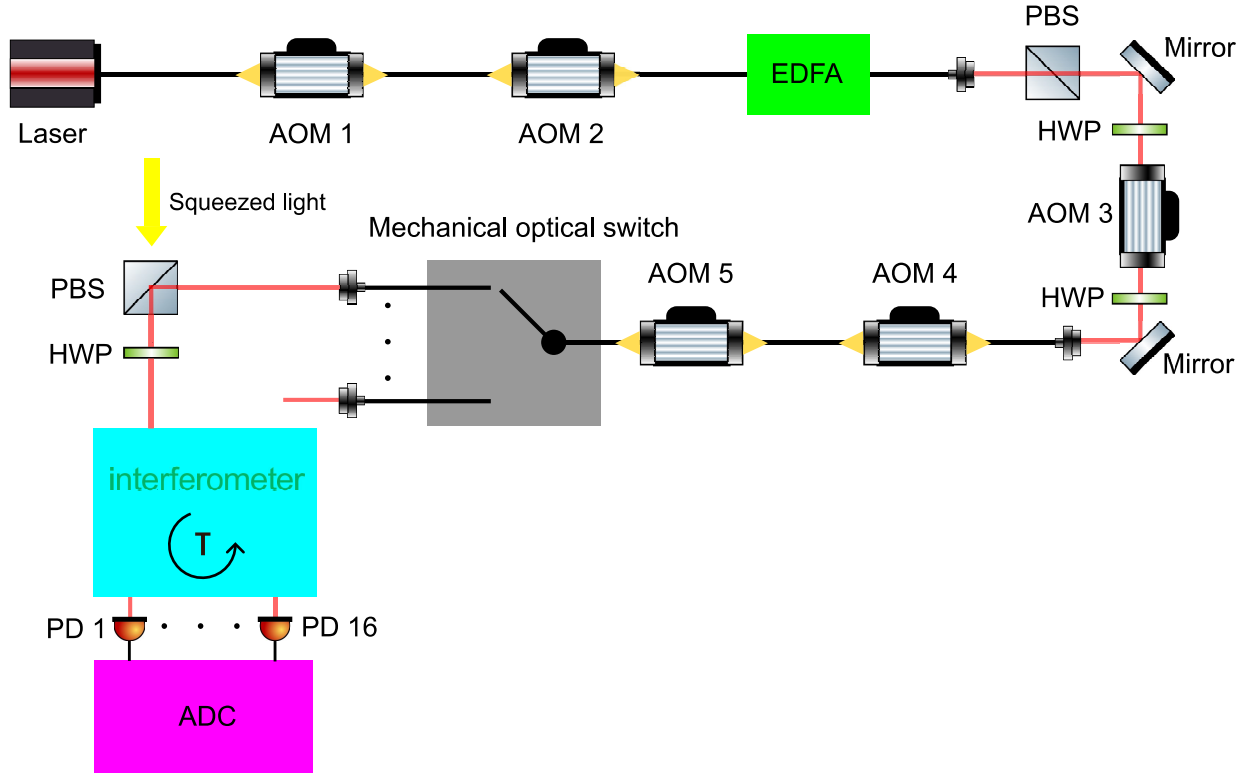 PBS
Mirror
EDFA
Laser
AOM 1
AOM 2
HWP
AOM 3
Squeezed light
Mechanical optical switch
PBS
AOM 5
AOM 4
HWP
HWP
Mirror
interferometer
T
PD 1
PD 16
ADC